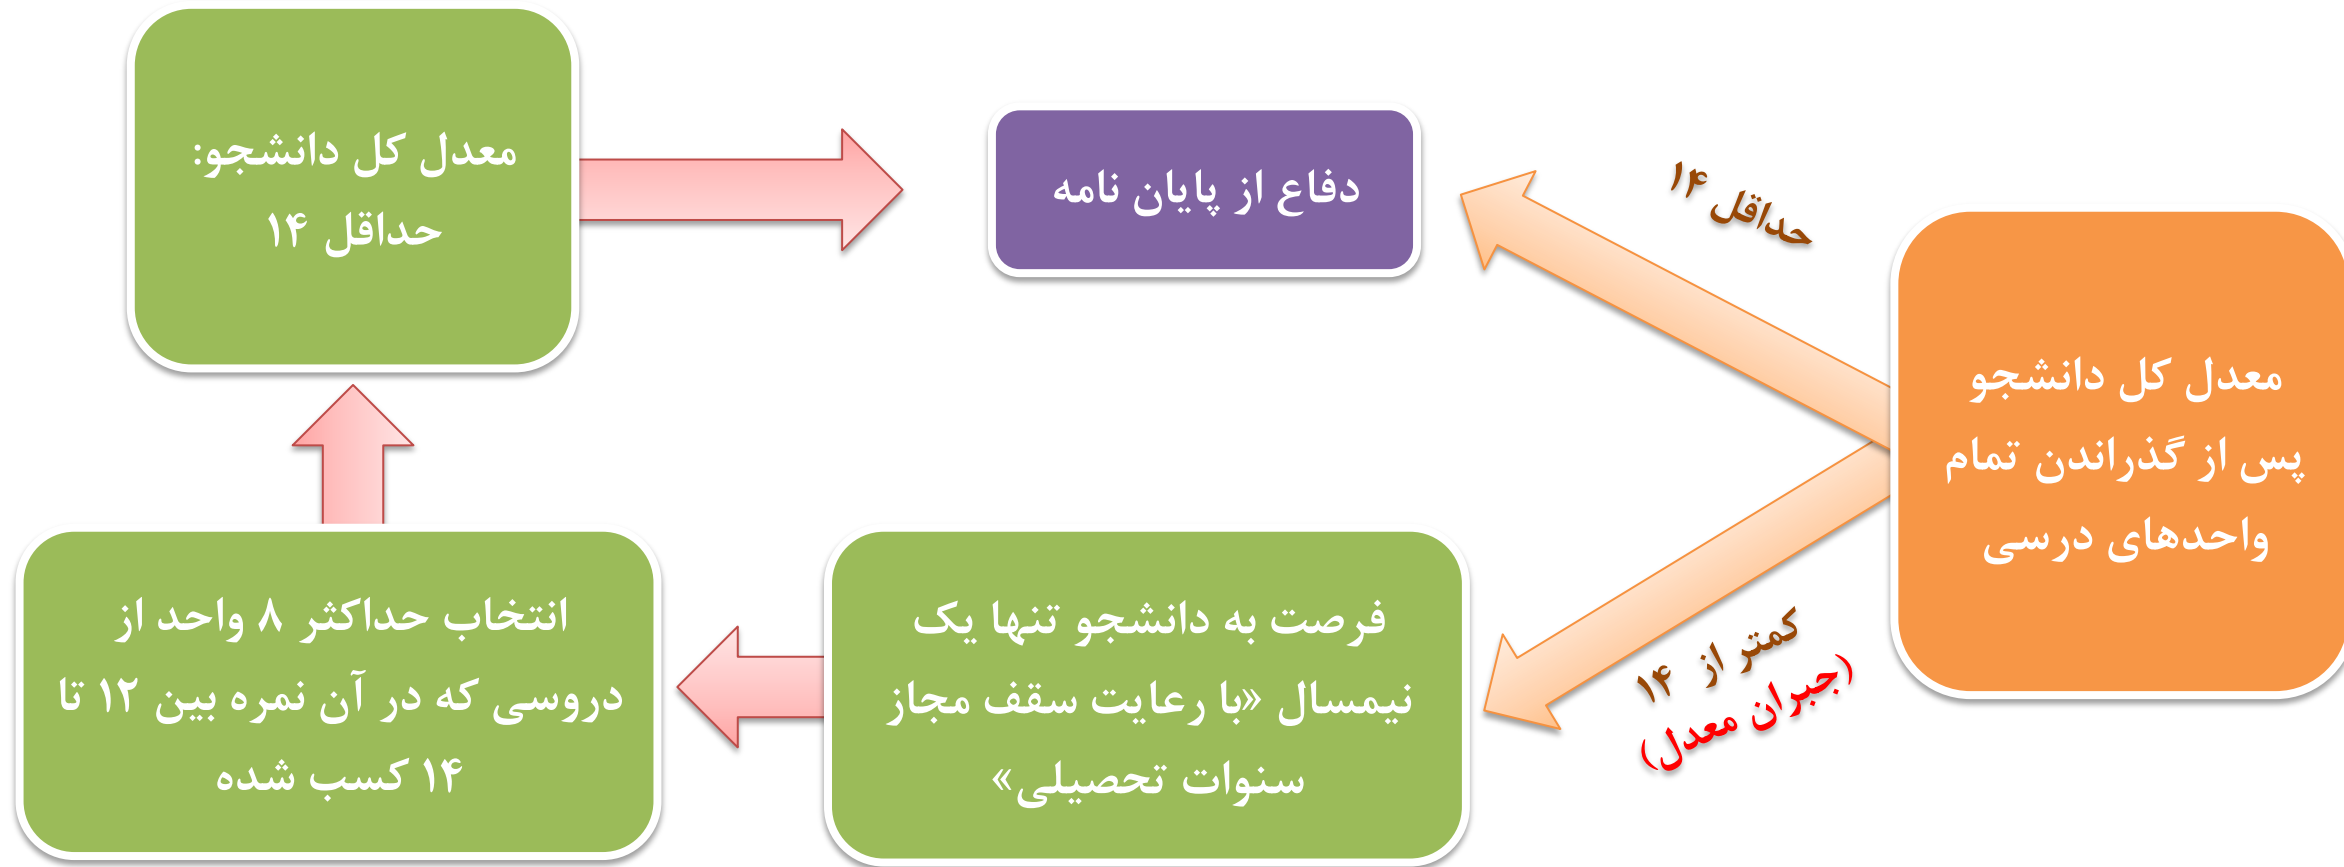 معدل کل دانشجو
پس از گذراندن تمام
واحدهای درسی
حداقل ۱۴
دفاع از پایان نامه
کمتر از ۱۴
(جبران معدل)
فرصت به دانشجو تنها یک
نیمسال «با رعایت سقف مجاز
سنوات تحصیلی»
انتخاب حداکثر ۸ واحد از
دروسی که در آن نمره بین ۱۲ تا
۱۴ کسب شده
معدل کل دانشجو:
حداقل ۱۴